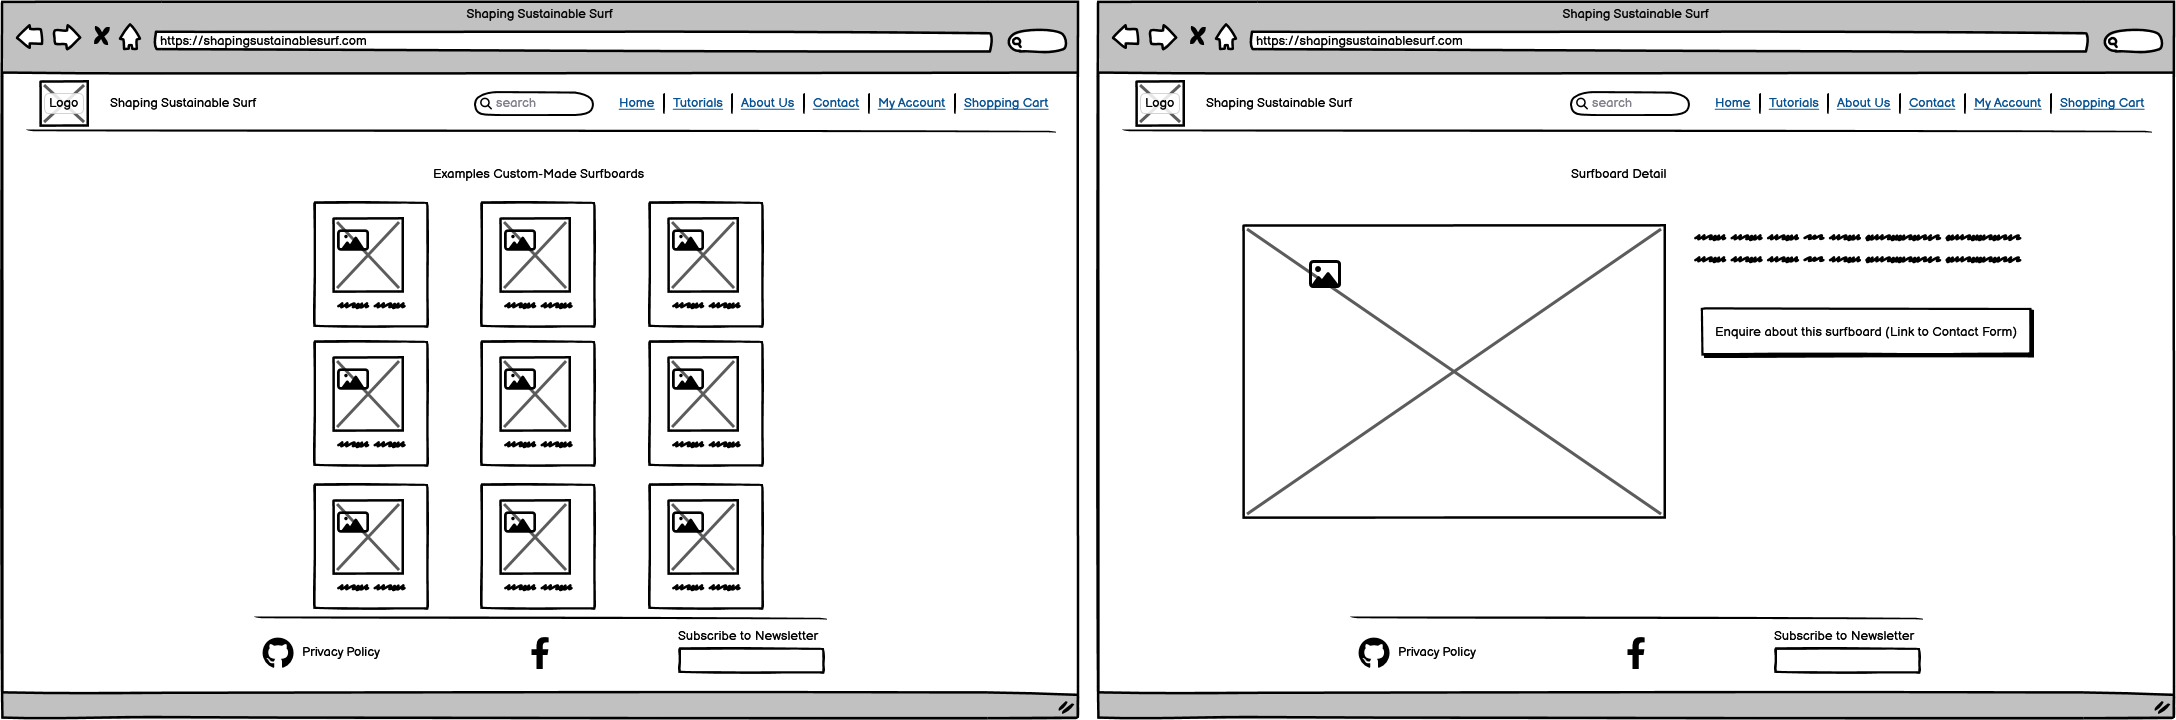 Shaping Sustainable Surf
https://shapingsustainablesurf.com
Logo
Shaping Sustainable Surf
search
Home
Tutorials
About Us
Contact
My Account
Shopping Cart
Examples Custom-Made Surfboards
Privacy Policy
Subscribe to Newsletter
Shaping Sustainable Surf
https://shapingsustainablesurf.com
Logo
Shaping Sustainable Surf
search
Home
Tutorials
About Us
Contact
My Account
Shopping Cart
Surfboard Detail
Enquire about this surfboard (Link to Contact Form)
Privacy Policy
Subscribe to Newsletter